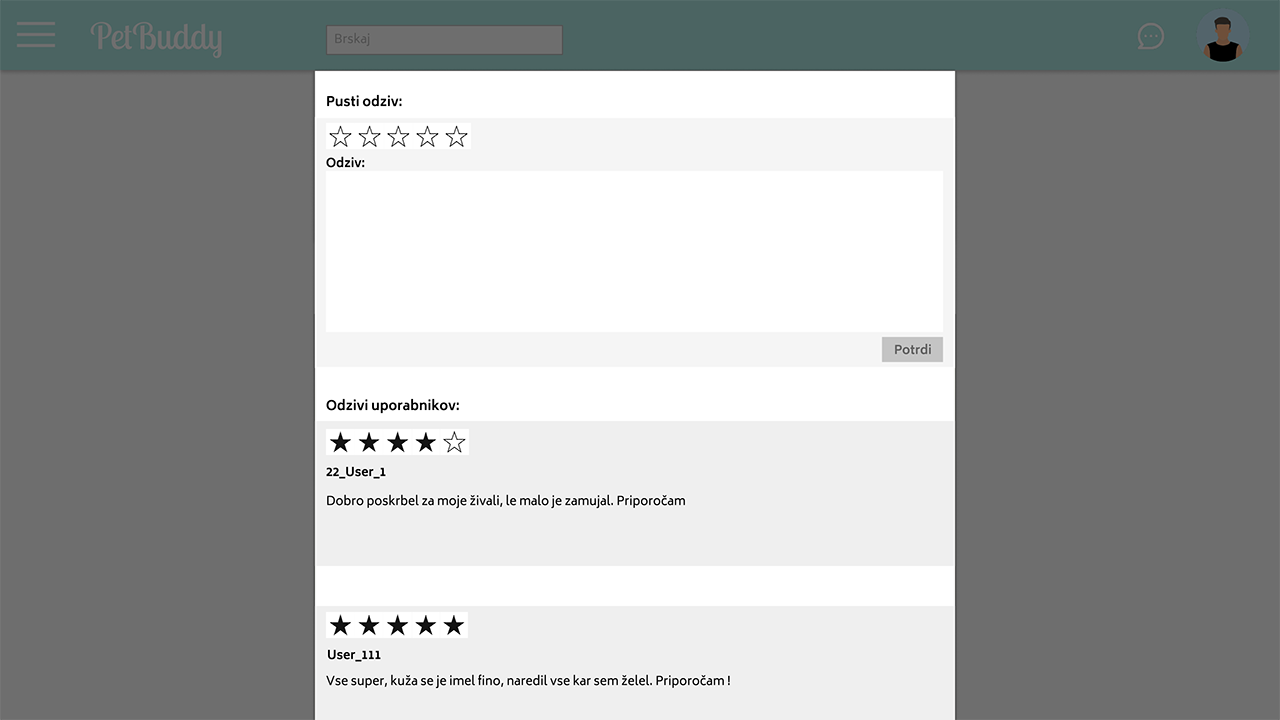 PetBuddy
Brskaj
Pusti odziv:
Odziv:
Potrdi
Odzivi uporabnikov:
22_User_1
Dobro poskrbel za moje živali, le malo je zamujal. Priporočam
User_111
Vse super, kuža se je imel fino, naredil vse kar sem želel. Priporočam !